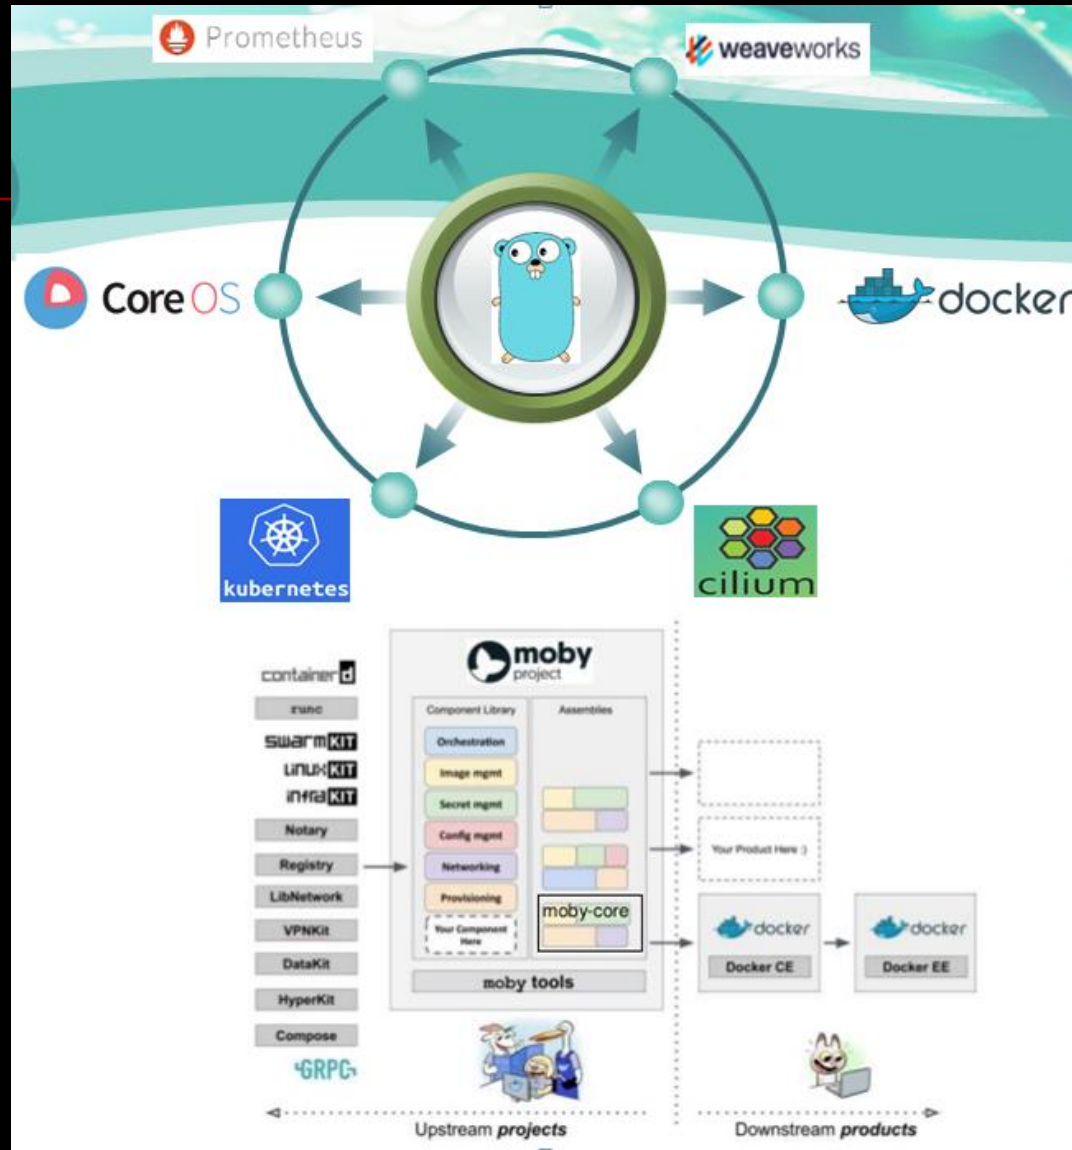 Prometheus
weaveworks
Core OS
docker
kubernetes
cilium
moby
project
containerd
runc
swarmKIT
LinuxKIT
infraKIT
Notary
Registry
LibNetwork
VPNKit
DataKit
HyperKit
Compose
GRPC
Component Library
Assemblies
Orchestration
Image mgmt
Secret mgmt
Config mgmt
Networking
Provisioning
Your Component
Here
moby-core
moby tools
Your Product Here :)
docker
Docker CE
docker
Docker EE
Upstream projects
Downstream products